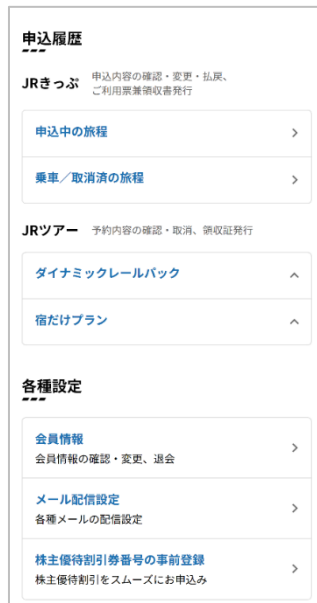 申込履歴
JRきっぷ 申込内容の確認・変更・払戻、
ご利用票兼領収書発行
申込中の旅程
乗車／取消済の旅程
JRツアー 予約内容の確認・取消、領収証発行
ダイナミックレールパック
宿だけプラン
各種設定
会員情報
会員情報の確認・変更、退会
メール配信設定
各種メールの配信設定
株主優待割引券番号の事前登録
株主優待割引をスムーズにお申込み